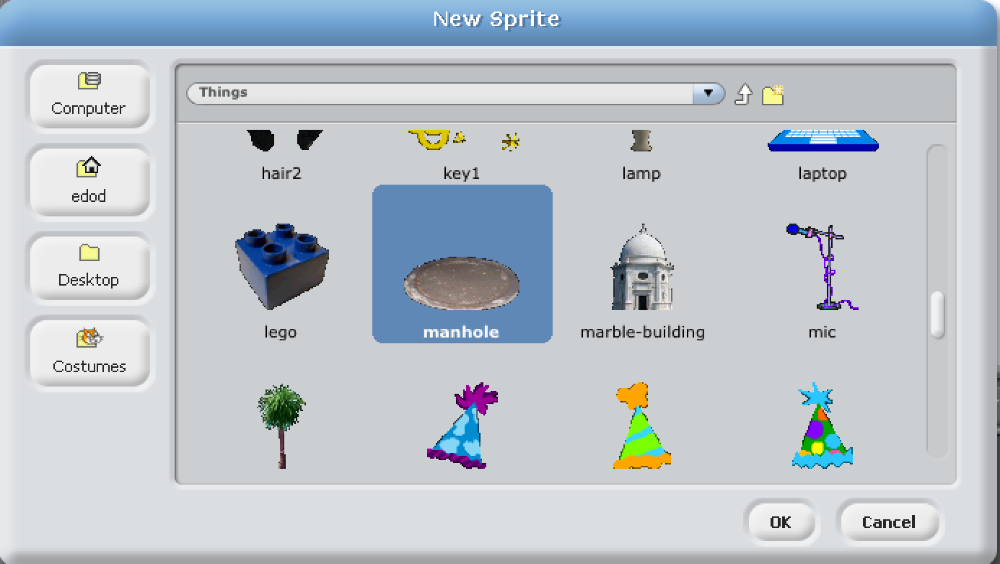 New Sprite
Computer
edod
Desktop
Costumes
Things
hair2
key1
lamp
laptop
lego
manhole
marble-building
mic
OK
Cancel